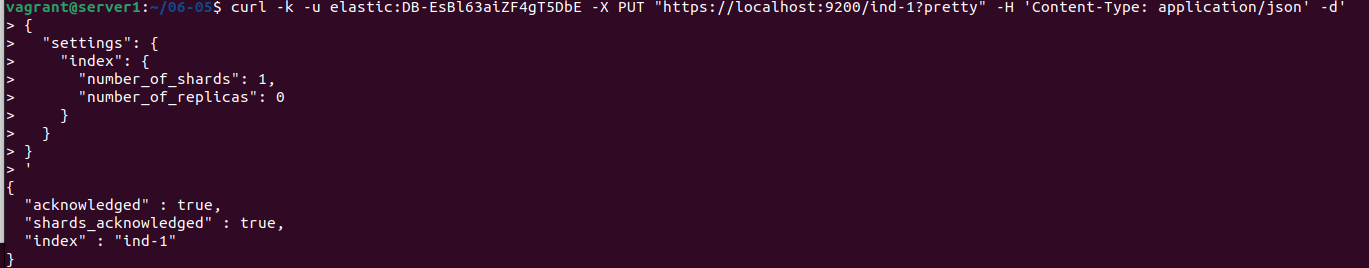 vagrant@server1:~/06-05$ curl -k -u elastic:DB-EsBl63aiZF4gT5DbE -X PUT "https://localhost:9200/ind-1?pretty" -H 'Content-Type: application/json' -d'
> {
>   "settings": {
>     "index": {
>       "number_of_shards": 1,
>       "number_of_replicas": 0
>     }
>   }
> }
> '
{
  "acknowledged" : true,
  "shards_acknowledged" : true,
  "index" : "ind-1"
}